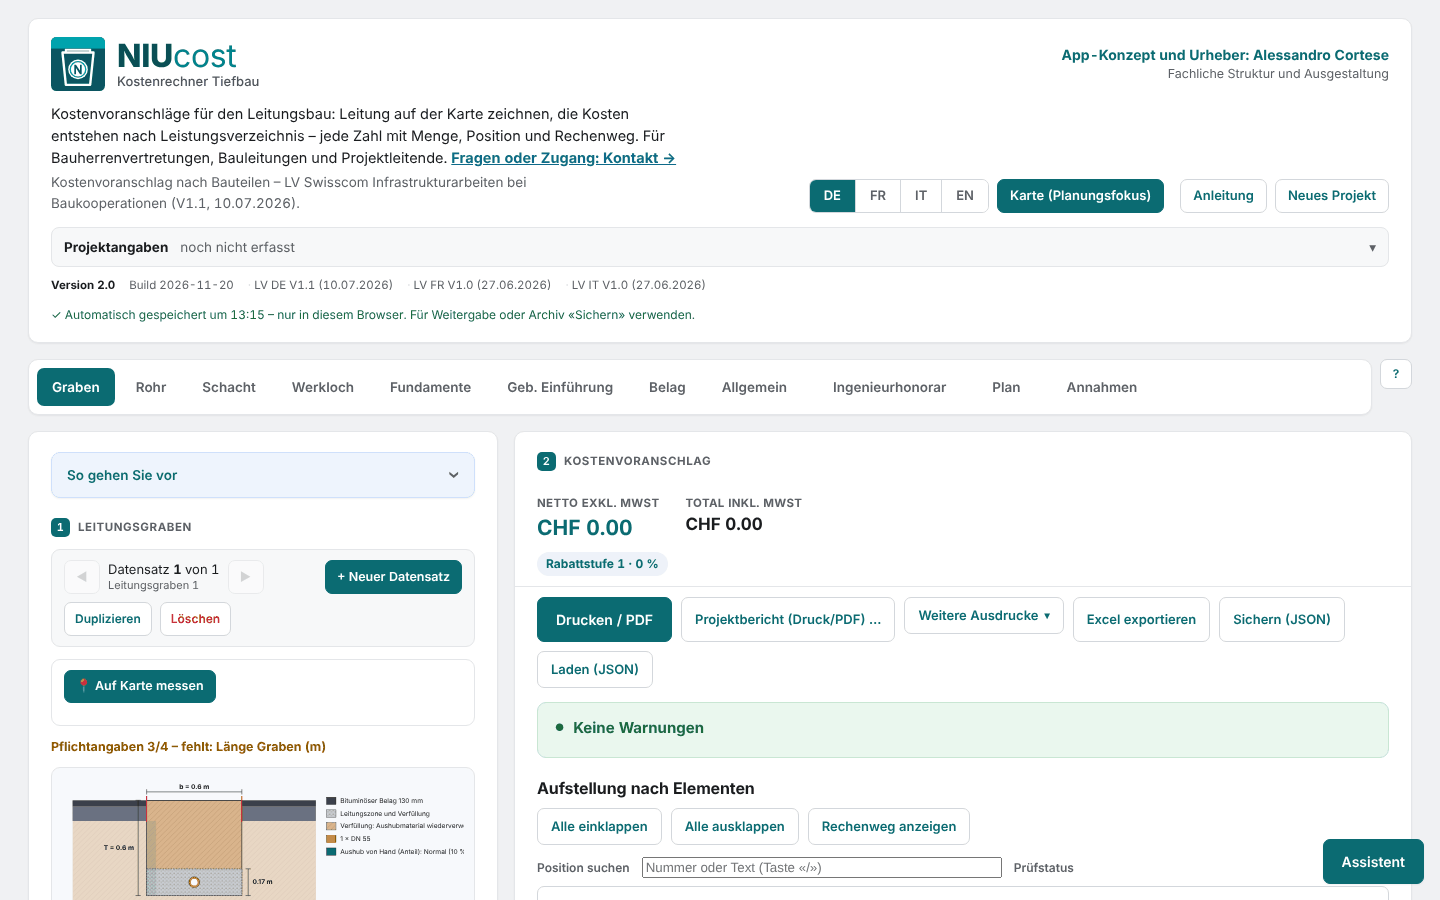 NIUcost
Kostenrechner Tiefbau
App-Konzept und Urheber: Alessandro Cortese
Fachliche Struktur und Ausgestaltung
Kostenvoranschläge für den Leitungsbau: Leitung auf der Karte zeichnen, die Kosten
entstehen nach Leistungsverzeichnis – jede Zahl mit Menge, Position und Rechenweg. Für
Bauherrenvertretungen, Bauleitungen und Projektleitende. Fragen oder Zugang: Kontakt →
Kostenvoranschlag nach Bauteilen – LV Swisscom Infrastrukturarbeiten bei
Baukooperationen (V1.1, 10.07.2026).
DE FR IT EN Karte (Planungsfokus) Anleitung Neues Projekt
Projektangaben noch nicht erfasst ▾
Version 2.0 Build 2026-11-20 · LV DE V1.1 (10.07.2026) · LV FR V1.0 (27.06.2026) · LV IT V1.0 (27.06.2026)
✓ Automatisch gespeichert um 13:15 – nur in diesem Browser. Für Weitergabe oder Archiv «Sichern» verwenden.
Graben Rohr Schacht Werkloch Fundamente Geb. Einführung Belag Allgemein Ingenieurhonorar Plan Annahmen ?
So gehen Sie vor
1 LEITUNGSGRABEN
◀ Datensatz 1 von 1 ▶
Leitungsgraben 1
+ Neuer Datensatz
Duplizieren Löschen
📍 Auf Karte messen
Pflichtangaben 3/4 – fehlt: Länge Graben (m)
b = 0.6 m
T = 0.6 m
0.17 m
Bituminöser Belag 130 mm
Leitungszone und Verfüllung
Verfüllung: Aushubmaterial wiederverw
1 × DN 55
Aushub von Hand (Anteil): Normal (10 %
2 KOSTENVORANSCHLAG
NETTO EXKL. MWST TOTAL INKL. MWST
CHF 0.00 CHF 0.00
Rabattstufe 1 · 0 %
Drucken / PDF Projektbericht (Druck/PDF) … Weitere Ausdrucke ▾ Excel exportieren Sichern (JSON)
Laden (JSON)
● Keine Warnungen
Aufstellung nach Elementen
Alle einklappen Alle ausklappen Rechenweg anzeigen
Position suchen Nummer oder Text (Taste «/») Prüfstatus
Assistent